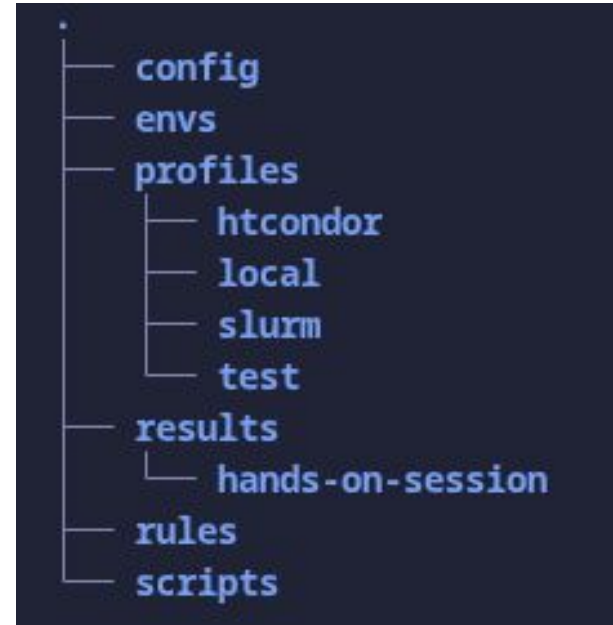 .
config
envs
profiles
htcondor
local
slurm
test
results
hands-on-session
rules
scripts